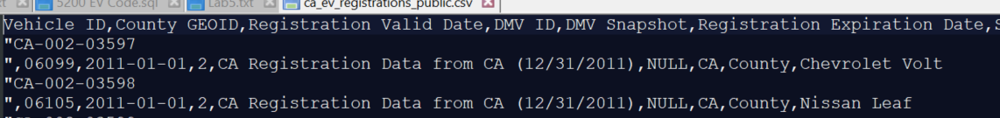 5200 EV Code.sql Lab5.txt ca_ev_registrations_public.csv
Vehicle ID,County GEOID,Registration Valid Date,DMV ID,DMV Snapshot,Registration Expiration Date,
"CA-002-03597
",06099,2011-01-01,2,CA Registration Data from CA (12/31/2011),NULL,CA,County,Chevrolet Volt
"CA-002-03598
",06105,2011-01-01,2,CA Registration Data from CA (12/31/2011),NULL,CA,County,Nissan Leaf